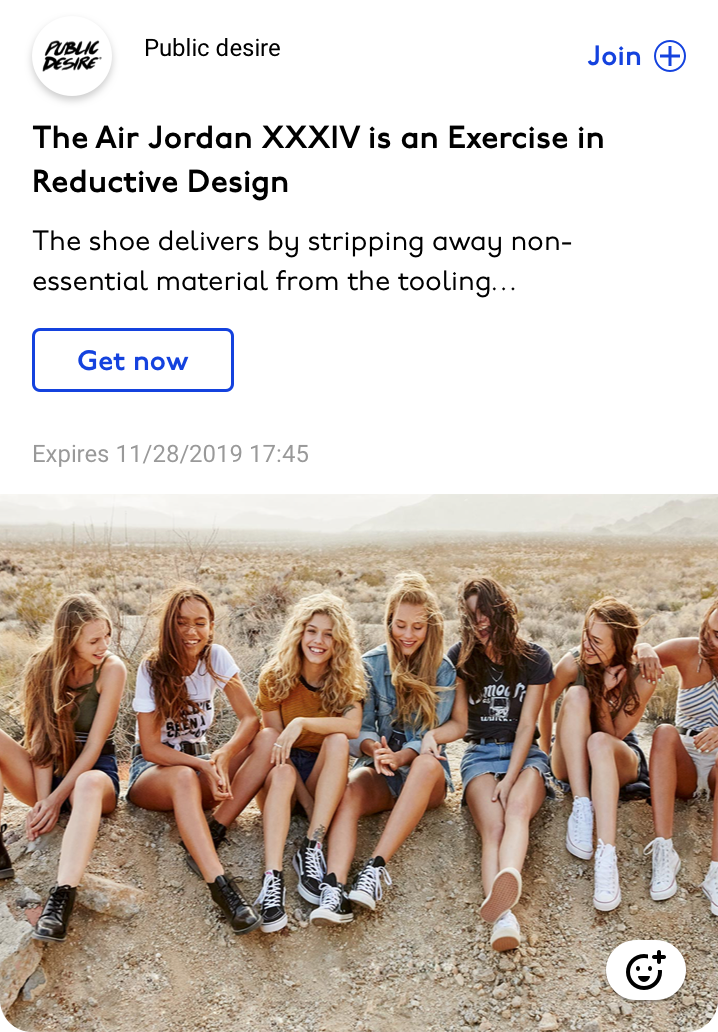 PUBLIC
DESIRE
Public desire
Join
The Air Jordan XXXIV is an Exercise in
Reductive Design
The shoe delivers by stripping away non-
essential material from the tooling...
Get now
Expires 11/28/2019 17:45